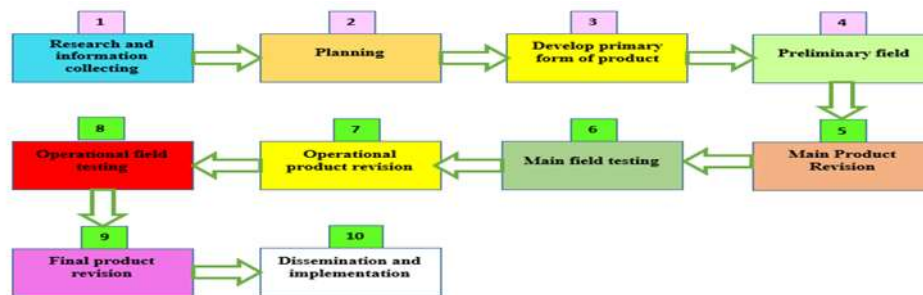 1
Research and
information
collecting
2
Planning
3
Develop primary
form of product
4
Preliminary field
5
Main Product
Revision
6
Main field testing
7
Operational
product revision
8
Operational field
testing
9
Final product
revision
10
Dissemination and
implementation